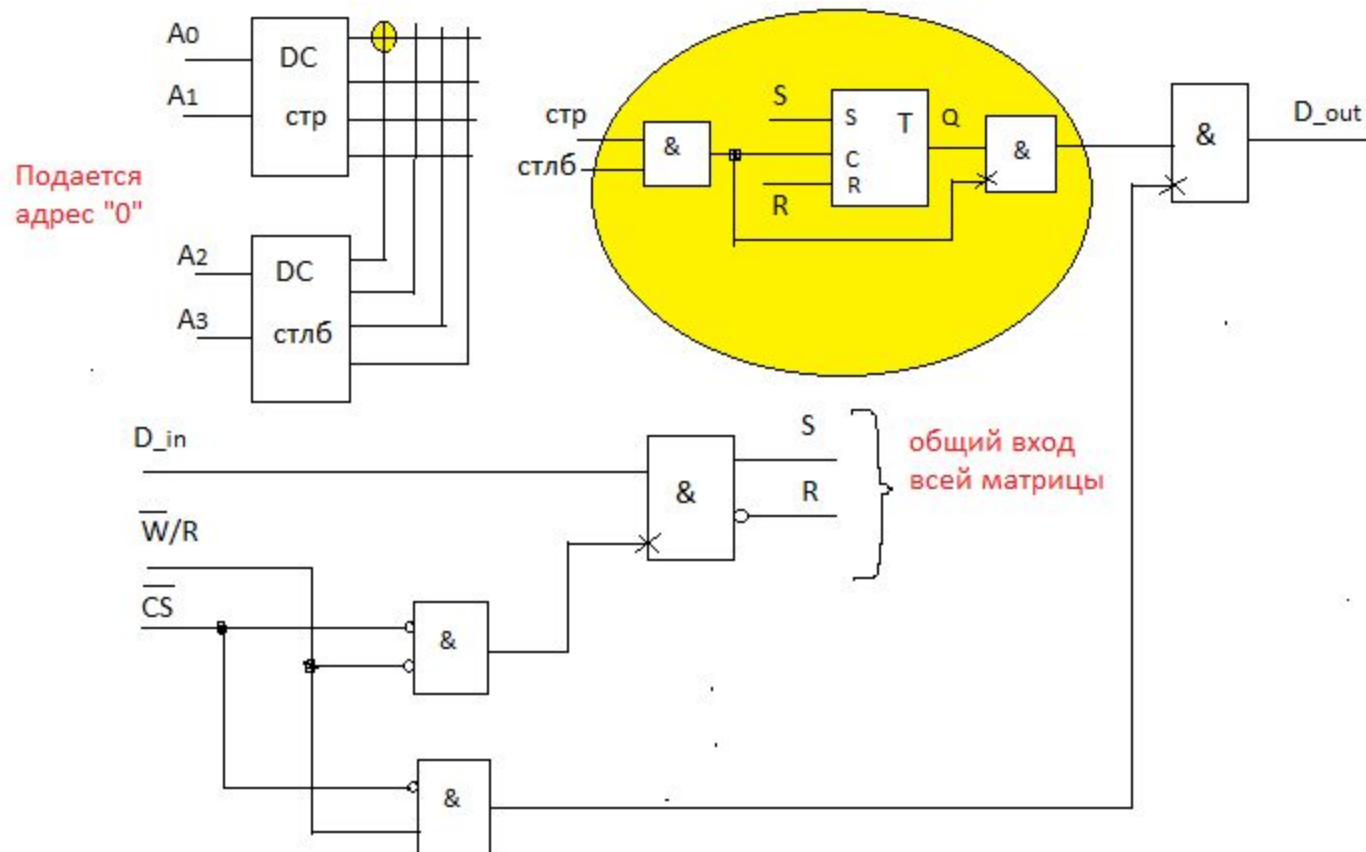 A0
DC
A1
стр
Подается
адрес "0"
A2
DC
A3
стлб
стр
стлб
&
S
S
T
Q
C
R
R
&
&
D_out
D_in
W̅/R
C̅S̅
&
S
R
общий вход
всей матрицы
&
&